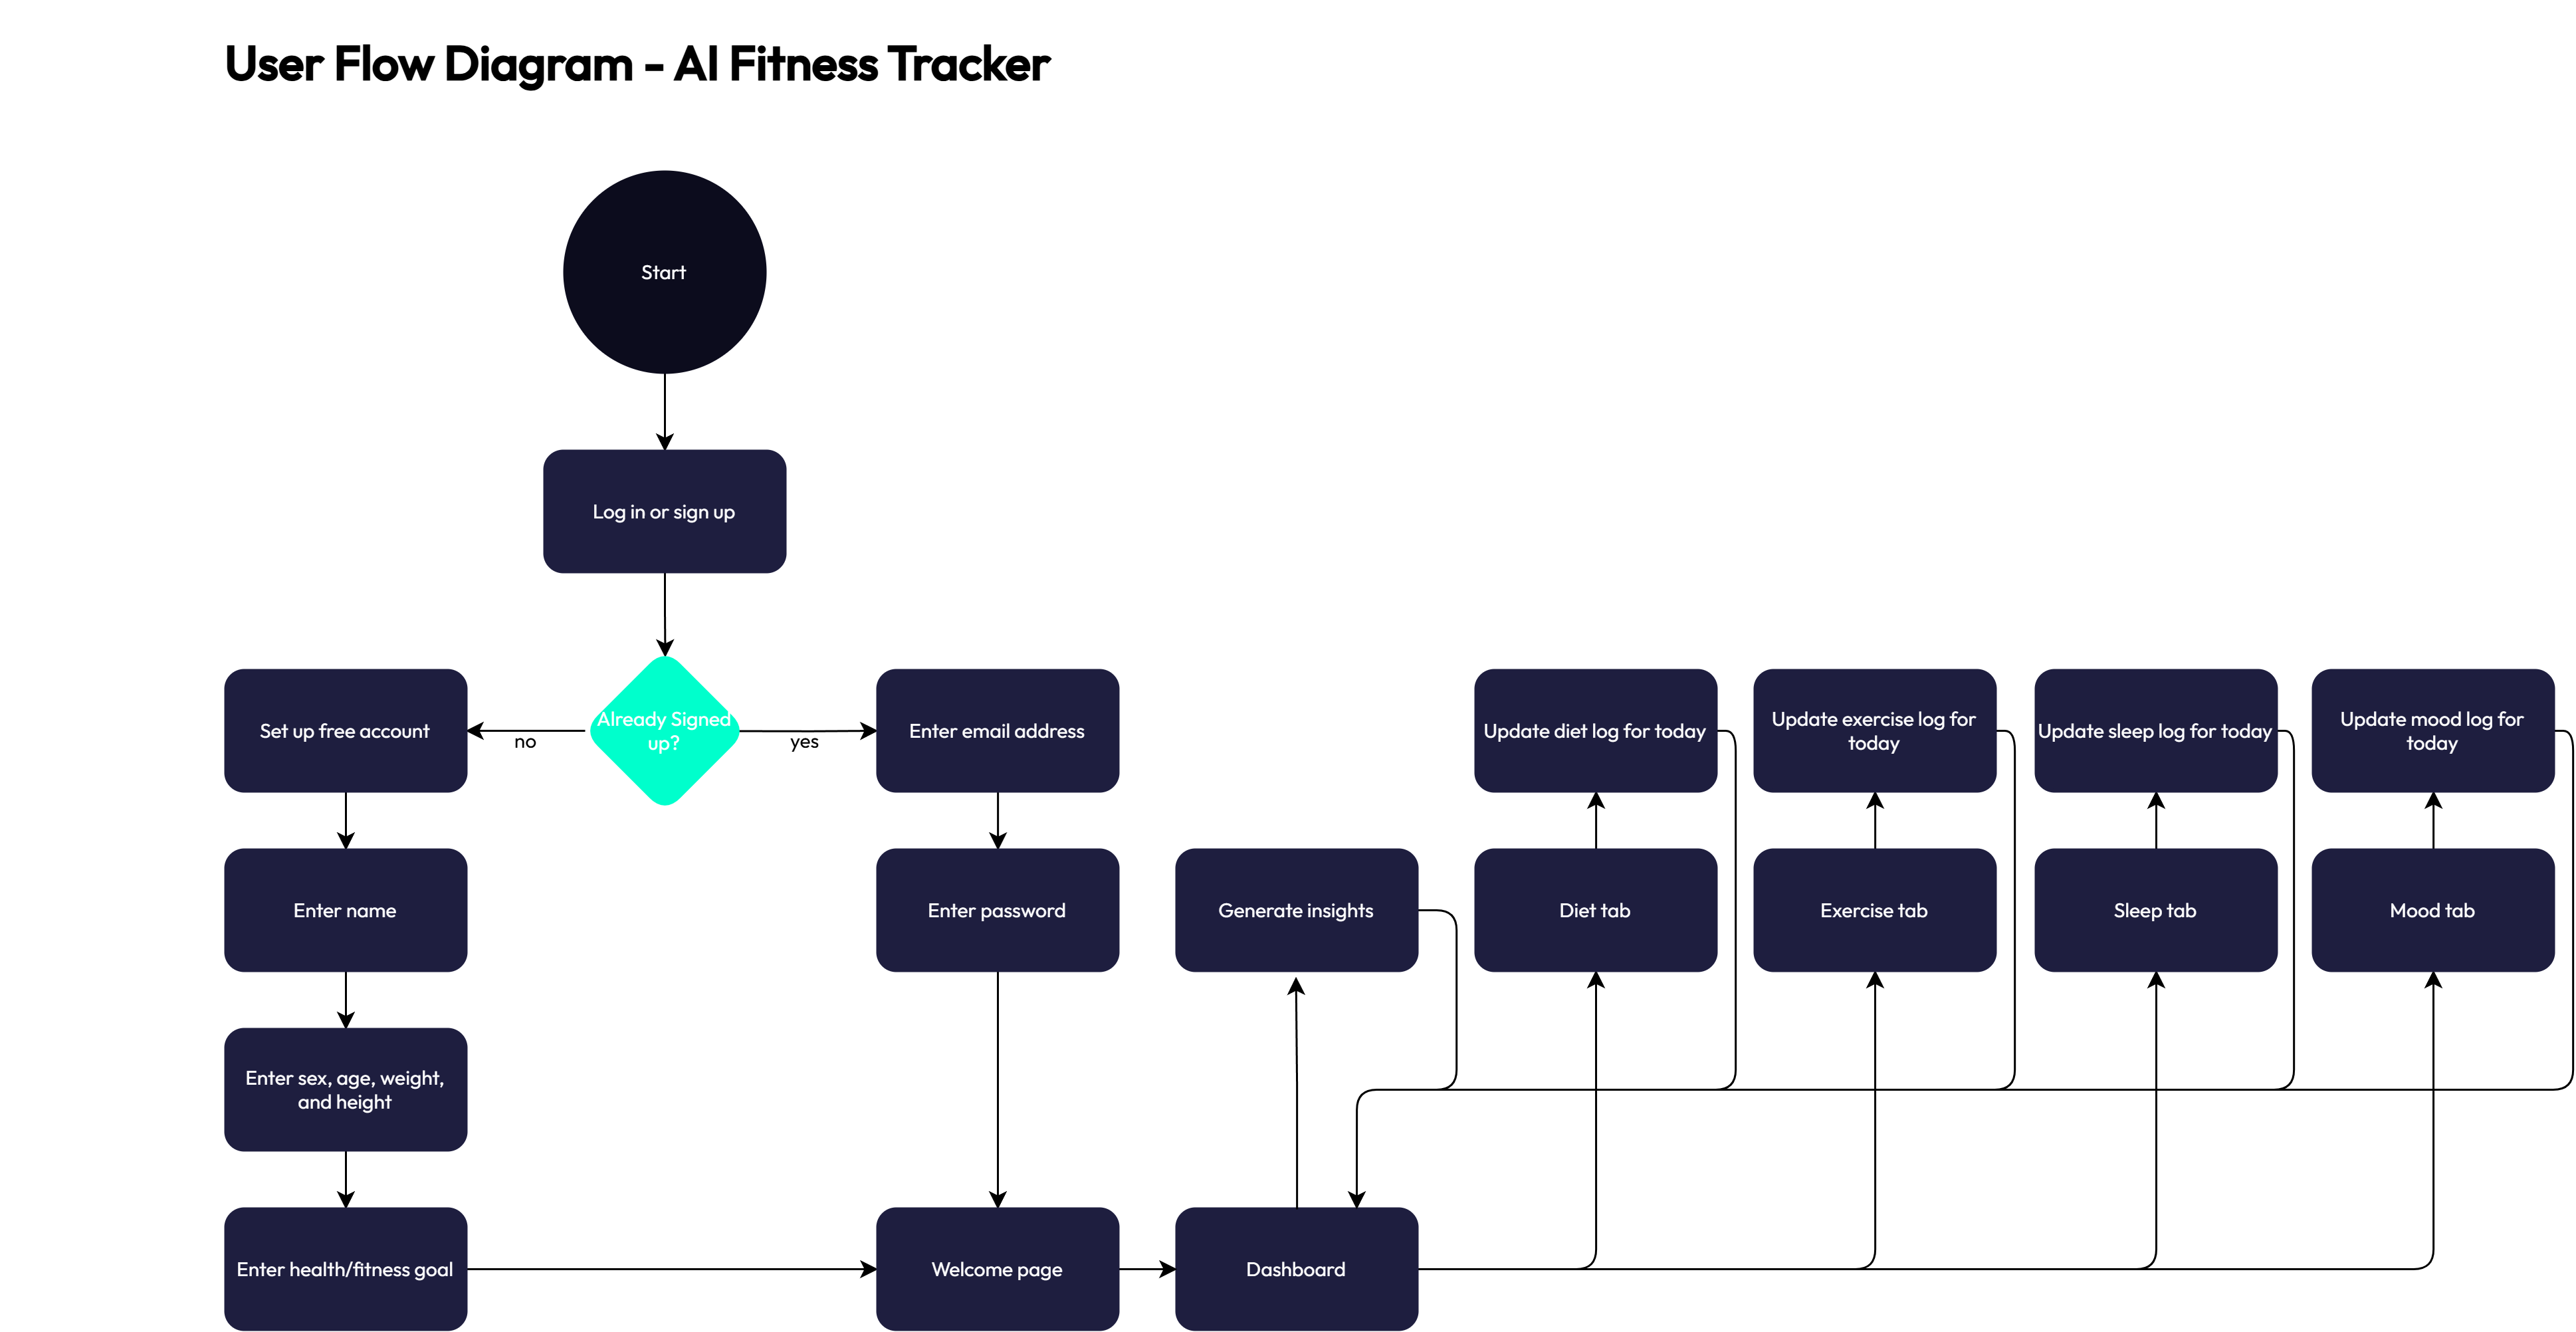 User Flow Diagram - AI Fitness Tracker
Start
Log in or sign up
Set up free account
no
Already Signed
up?
yes
Enter email address
Update diet log for today
Update exercise log for
today
Update sleep log for today
Update mood log for
today
Enter name
Enter password
Generate insights
Diet tab
Exercise tab
Sleep tab
Mood tab
Enter sex, age, weight,
and height
Enter health/fitness goal
Welcome page
Dashboard